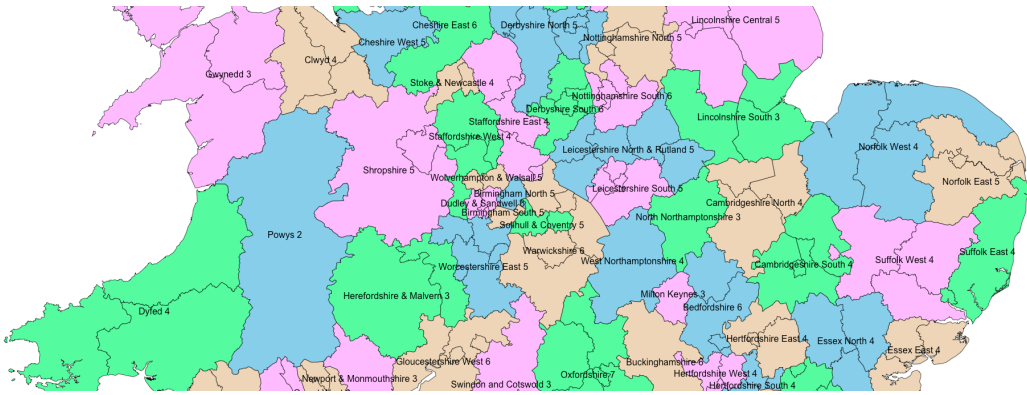 Lincolnshire Central 5
Cheshire East 6
Derbyshire North 5
Nottinghamshire North 5
Cheshire West 5
Clwyd 4
Gwynedd 3
Stoke & Newcastle 4
Nottinghamshire South 6
Derbyshire South 6
Lincolnshire South 3
Staffordshire East 4
Staffordshire West 4
Norfolk West 4
Leicestershire North & Rutland 5
Shropshire 5
Wolverhampton & Walsall 5
Norfolk East 5
Leicestershire South 5
Birmingham North 5
Dudley & Sandwell
Cambridgeshire North 4
Birmingham South 5
North Northamptonshire 3
Solihull & Coventry 5
Powys 2
Warwickshire 6
Suffolk East 4
West Northamptonshire 4
Suffolk West 4
Worcestershire East 5
Cambridgeshire South 4
Herefordshire & Malvern 3
Milton Keynes 3
Bedfordshire 6
Dyfed 4
Hertfordshire East 4
Essex North 4
Essex East 4
Gloucestershire West 6
Buckinghamshire 6
Oxfordshire 7
Hertfordshire West 4
Newport & Monmouthshire 3
Swindon and Cotswold 3
Hertfordshire South 4